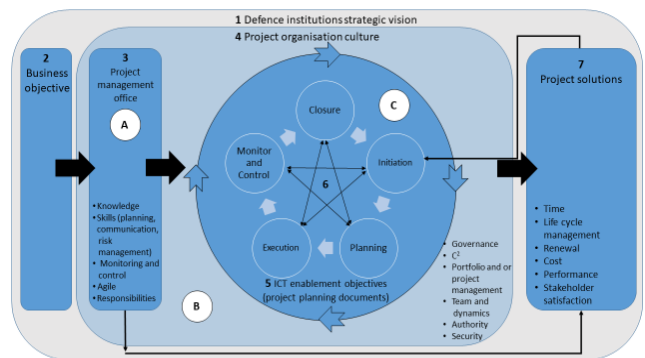 1 Defence institutions strategic vision
4 Project organisation culture
2
Business
objective
3
Project
management
office
A
•Knowledge
•Skills (planning,
communication,
risk
management)
• Monitoring and
control
•Agile
•Responsibilities
B
C
Closure
Initiation
Planning
Execution
Monitor
and
Control
6
5 ICT enablement objectives
(project planning documents)
• Governance
• C²
• Portfolio and or
project
management
• Team and
dynamics
• Authority
• Security
7
Project solutions
• Time
• Life cycle
management
• Renewal
• Cost
• Performance
• Stakeholder
satisfaction